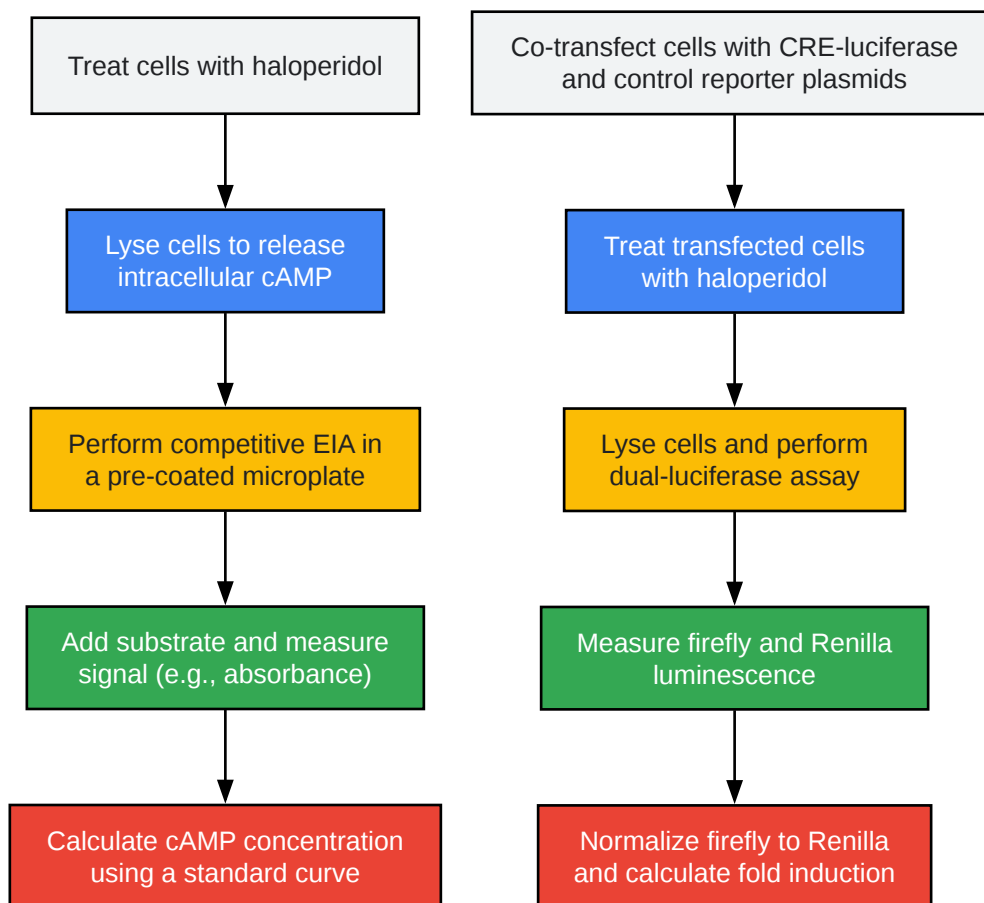 Treat cells with haloperidol
Lyse cells to release
intracellular cAMP
Perform competitive EIA in
a pre-coated microplate
Add substrate and measure
signal (e.g., absorbance)
Calculate cAMP concentration
using a standard curve
Co-transfect cells with CRE-luciferase
and control reporter plasmids
Treat transfected cells
with haloperidol
Lyse cells and perform
dual-luciferase assay
Measure firefly and Renilla
luminescence
Normalize firefly to Renilla
and calculate fold induction